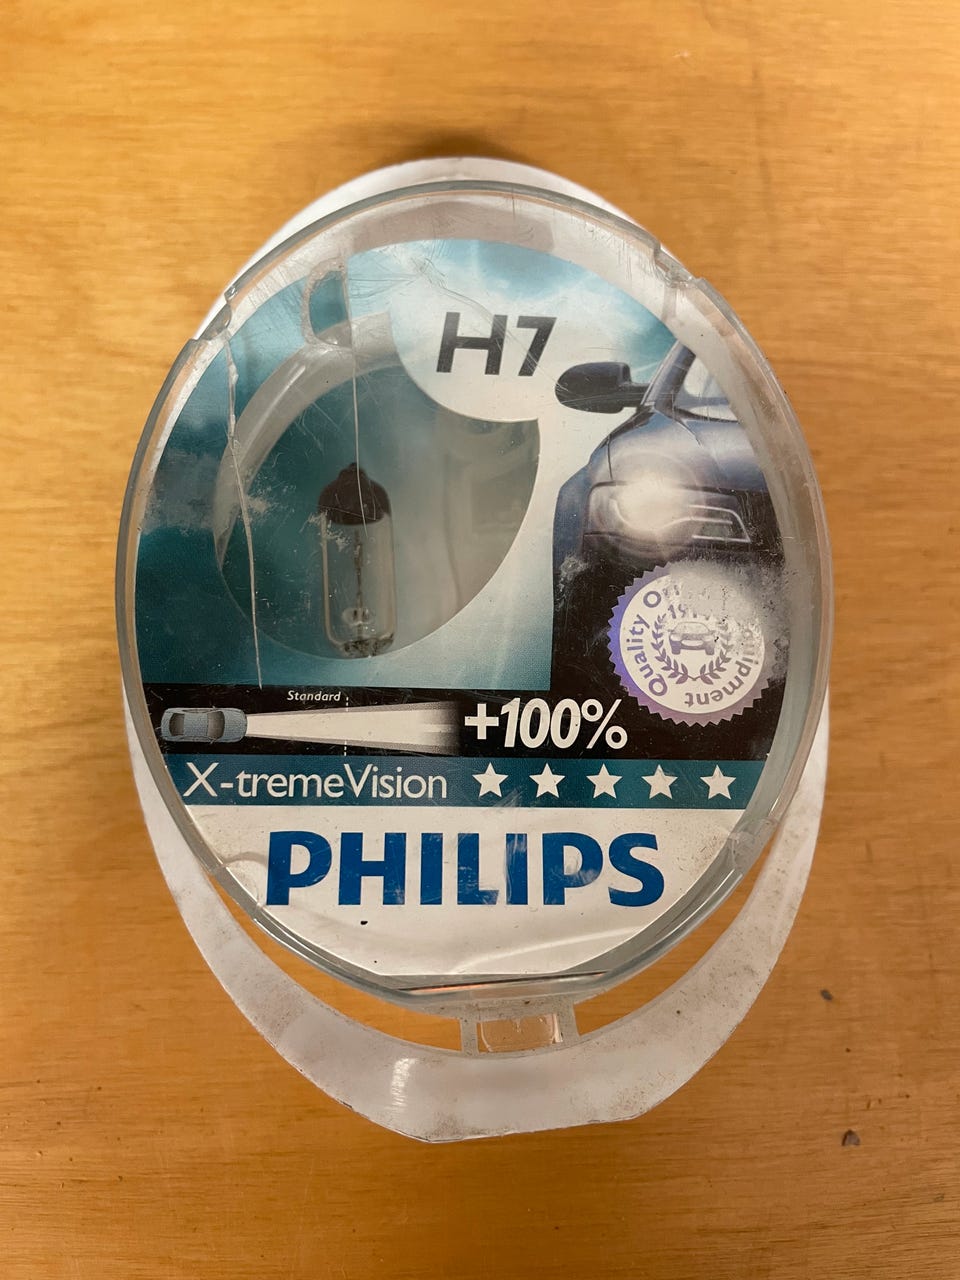 H7
Quality
Standard
+100%
X-tremeVision
PHILIPS